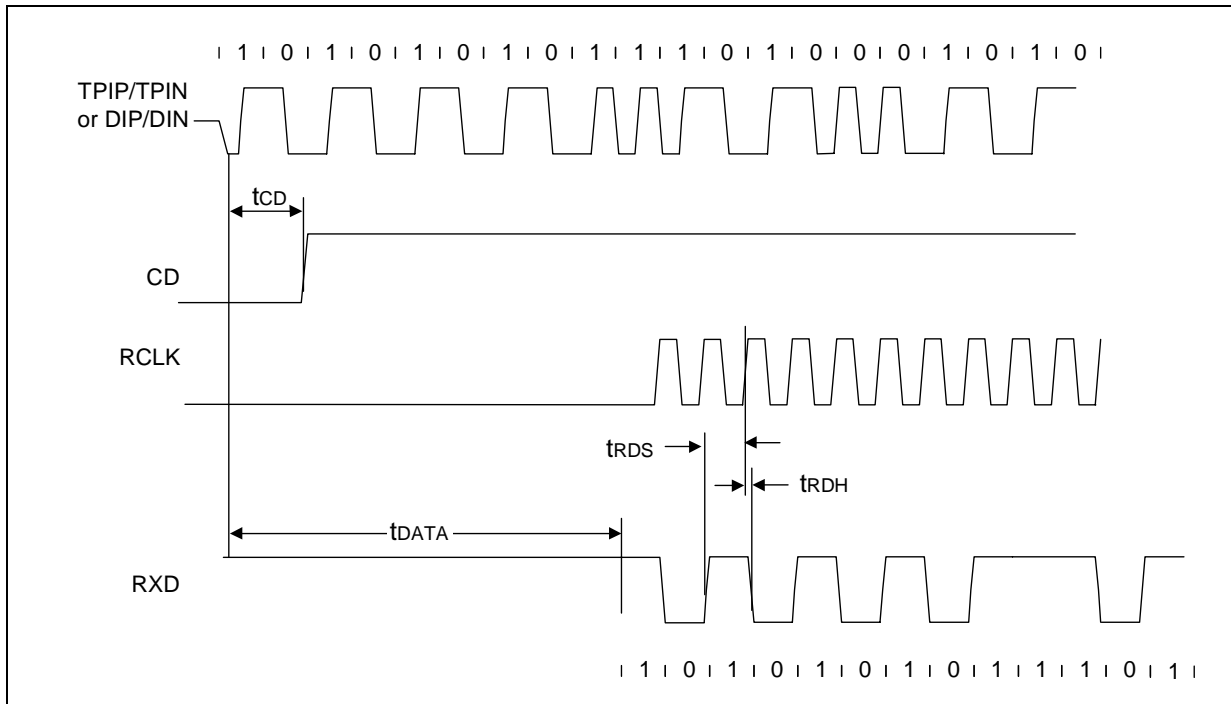 1 0 1 0 1 0 1 0 1 1 1 0 1 0 0 0 1 0 1 0
TPIP/TPIN
or DIP/DIN
tCD
CD
RCLK
tRDS
tRDH
tDATA
RXD
1 0 1 0 1 0 1 0 1 1 1 0 1